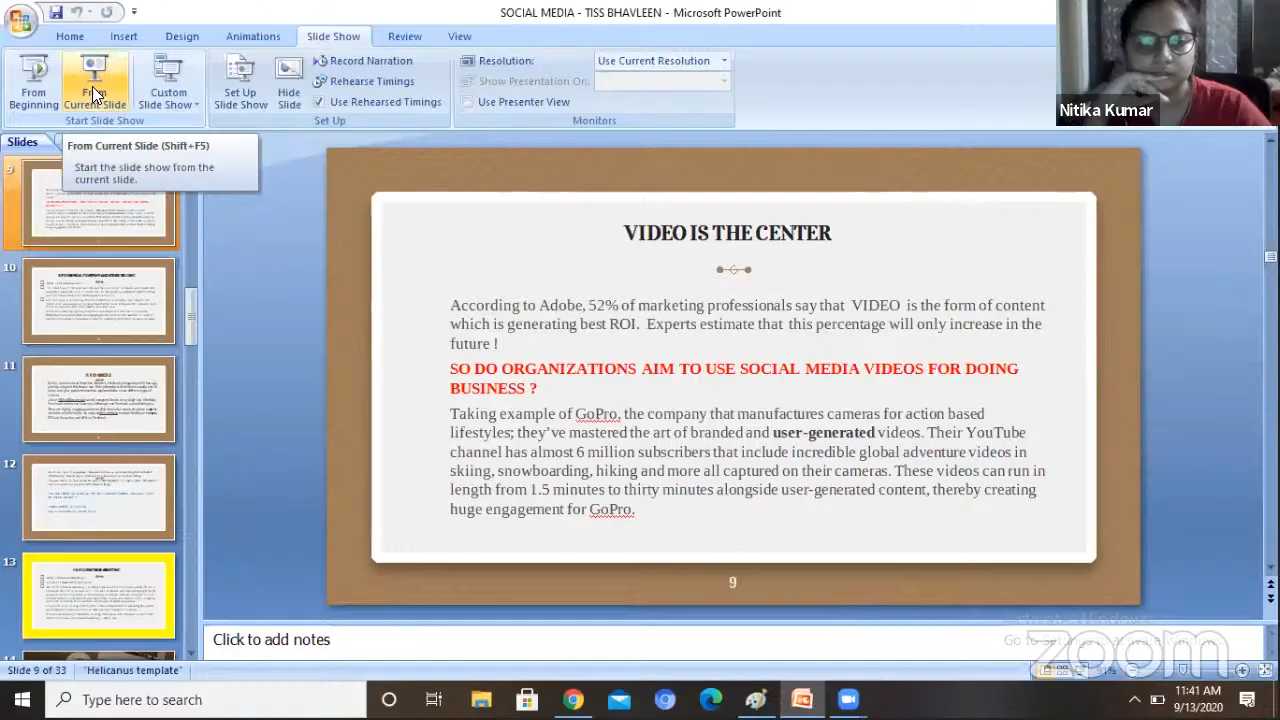 SOCIAL MEDIA - TISS BHAVLEEN - Microsoft PowerPoint
Home Insert Design Animations Slide Show Review View
From Beginning
From Current Slide
Custom Slide Show
Start Slide Show
Set Up Slide Show
Hide Slide
Record Narration
Rehearse Timings
Use Rehearsed Timings
Set Up
Resolution: Use Current Resolution
Show Presentation On:
Use Presenter View
Monitors
Nitika Kumar
Slides
From Current Slide (Shift+F5)
Start the slide show from the
current slide.
9
10
11
12
13
VIDEO IS THE CENTER
According to Adobe, 52% of marketing professionals say that VIDEO is the form of content
which is generating best ROI. Experts estimate that this percentage will only increase in the
future !
SO DO ORGANIZATIONS AIM TO USE SOCIAL MEDIA VIDEOS FOR DOING
BUSINESS ?
Taking example of GoPro, the company that manufactures cameras for action based
lifestyles; they've mastered the art of branded and user-generated videos. Their YouTube
channel has almost 6 million subscribers that include incredible global adventure videos in
skiing, snowboarding, hiking and more all captured on the cameras. These videos can run in
length from 1.5 minutes to thirty minutes alongside user-generated content, thereby creating
huge engagement for GoPro.
9
Click to add notes
zoom
Slide 9 of 33 "Helicanus template" 91%
Type here to search
11:41 AM
9/13/2020